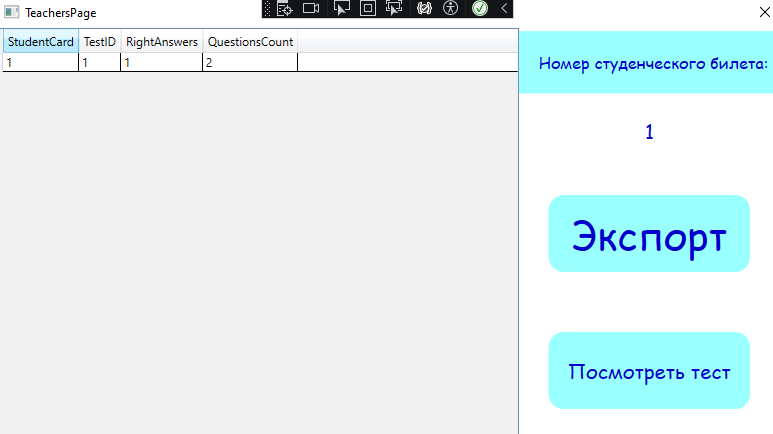 TeachersPage
StudentCard TestID RightAnswers QuestionsCount
1 1 1 2
Номер студенческого билета:
1
Экспорт
Посмотреть тест